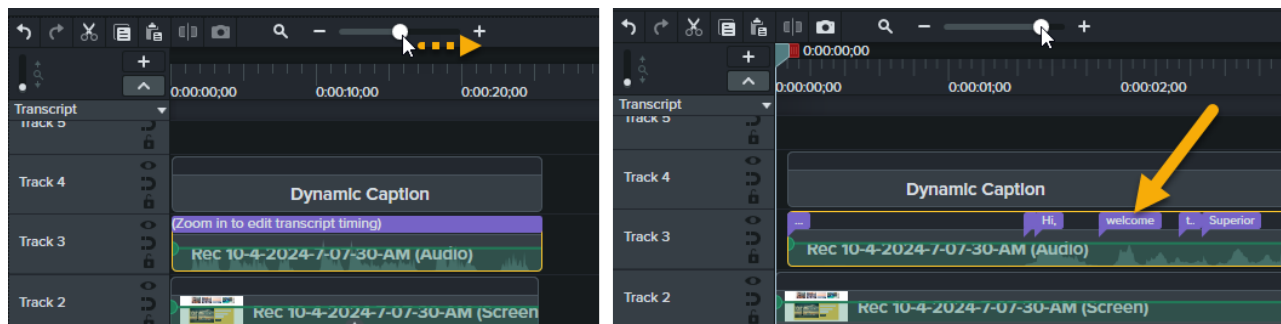 0:00:00;00 0:00:10;00 0:00:20;00
Transcript
Track 5
Track 4
Dynamic Caption
(Zoom in to edit transcript timing)
Track 3
Rec 10-4-2024-7-07-30-AM (Audio)
Track 2
Rec 10-4-2024-7-07-30-AM (Screen
0:00:00;00
0:00:00;00 0:00:01;00 0:00:02;00
Transcript
Track 5
Track 4
Dynamic Caption
... Hi, welcome t.. Superior
Track 3
Rec 10-4-2024-7-07-30-AM (Audio)
Track 2
Rec 10-4-2024-7-07-30-AM (Screen)